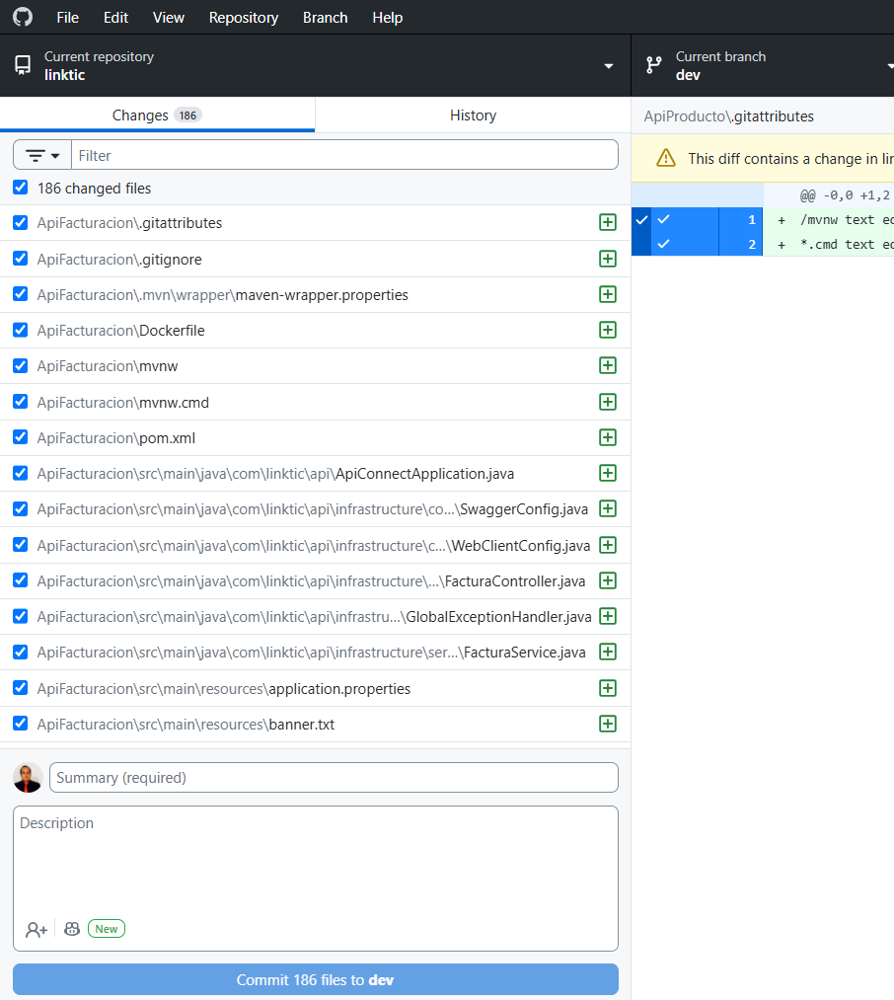 File Edit View Repository Branch Help
Current repository
linktic
Current branch
dev
Changes 186
History
Filter
186 changed files
ApiFacturacion\.gitattributes
ApiFacturacion\.gitignore
ApiFacturacion\.mvn\wrapper\maven-wrapper.properties
ApiFacturacion\Dockerfile
ApiFacturacion\mvnw
ApiFacturacion\mvnw.cmd
ApiFacturacion\pom.xml
ApiFacturacion\src\main\java\com\linktic\api\ApiConnectApplication.java
ApiFacturacion\src\main\java\com\linktic\api\infrastructure\co...\SwaggerConfig.java
ApiFacturacion\src\main\java\com\linktic\api\infrastructure\c...\WebClientConfig.java
ApiFacturacion\src\main\java\com\linktic\api\infrastructure\...\FacturaController.java
ApiFacturacion\src\main\java\com\linktic\api\infrastru...\GlobalExceptionHandler.java
ApiFacturacion\src\main\java\com\linktic\api\infrastructure\ser...\FacturaService.java
ApiFacturacion\src\main\resources\application.properties
ApiFacturacion\src\main\resources\banner.txt
Summary (required)
Description
New
Commit 186 files to dev
ApiProducto\.gitattributes
This diff contains a change in
@@ -0,0 +1,2
1 + /mvnw text
2 + *.cmd text